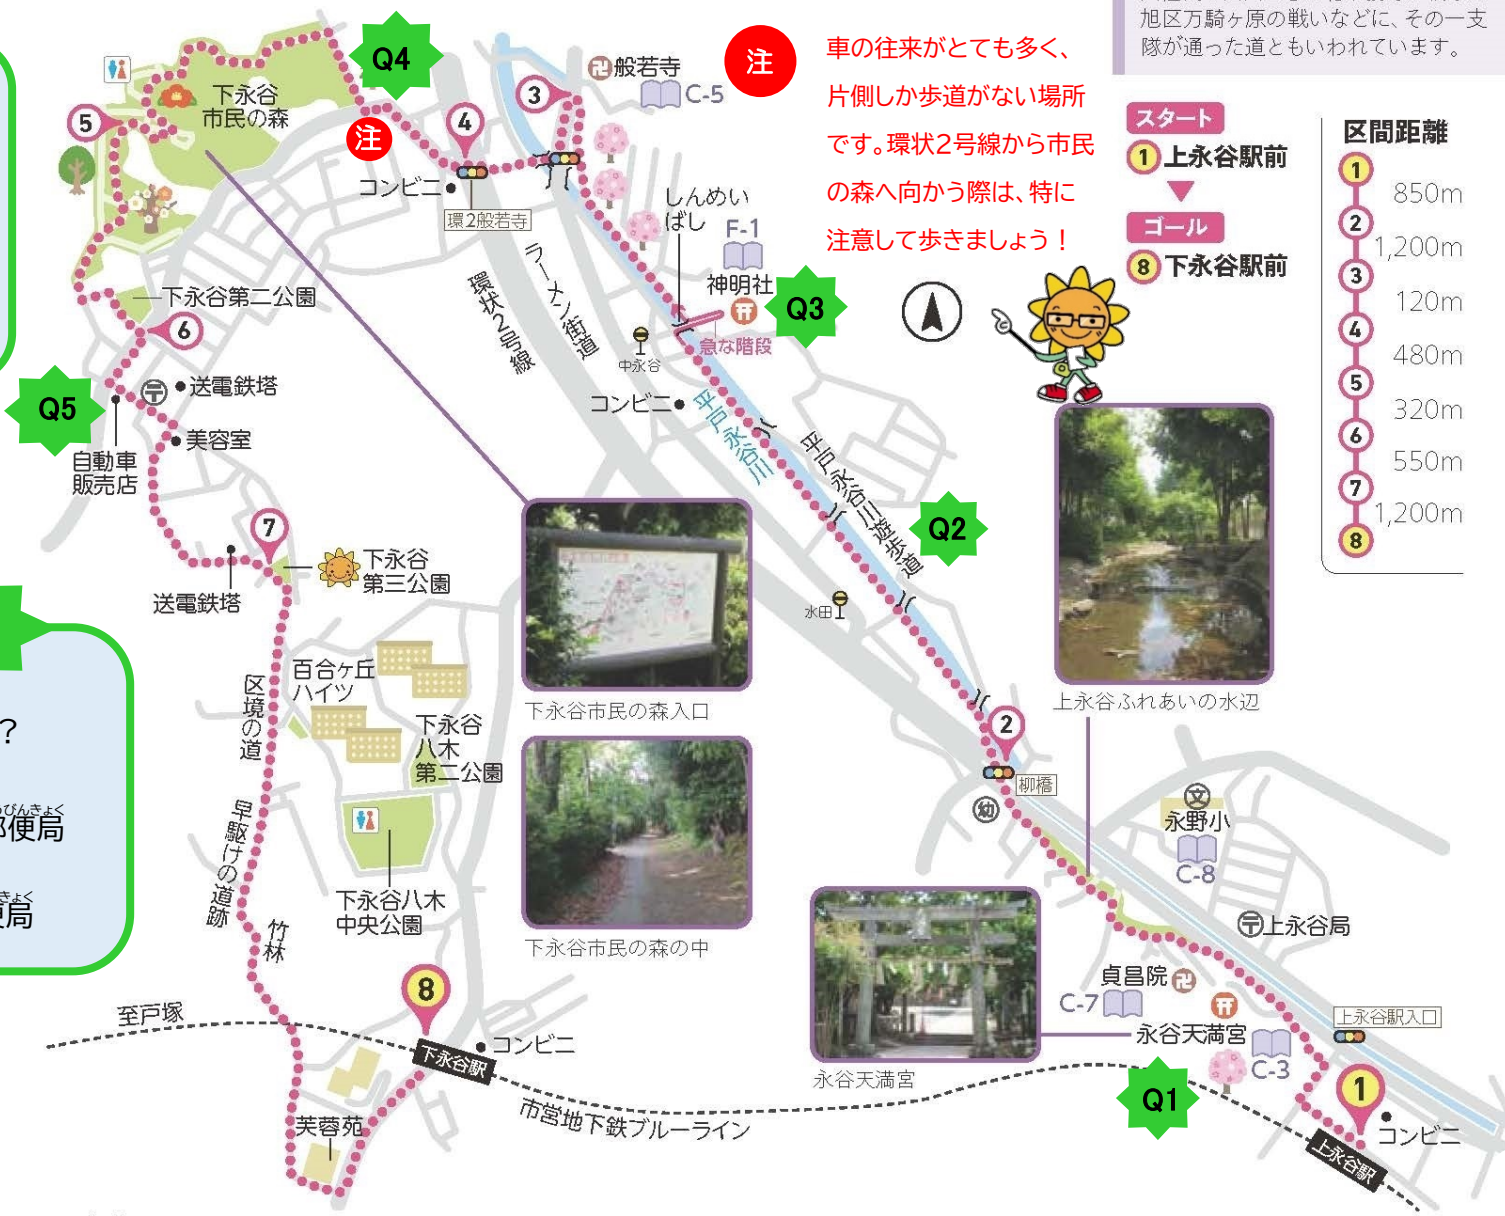 旭区万騎ヶ原の戦いなどに、その一支
隊が通った道ともいわれています。
注
車の往来がとても多く、
片側しか歩道がない場所
です。環状2号線から市民
の森へ向かう際は、特に
注意して歩きましょう！
スタート
1 上永谷駅前
ゴール
8 下永谷駅前
区間距離
1
850m
2
1,200m
3
120m
4
480m
5
320m
6
550m
7
1,200m
8
Q4
下永谷
市民の森
5
注
4
3
般若寺
C-5
コンビニ
環2般若寺
しんめい
ばし
F-1
神明社
Q3
急な階段
環状2号線
ラーメン街道
中永谷
コンビニ
平戸永谷川
平戸永谷川遊歩道
Q2
水田
下永谷第二公園
6
Q5
送電鉄塔
美容室
自動車
販売店
7
下永谷
第三公園
送電鉄塔
百合ヶ丘
ハイツ
下永谷
八木
第二公園
区境の道
早駆けの道跡
竹林
下永谷八木
中央公園
下永谷市民の森入口
下永谷市民の森の中
上永谷ふれあいの水辺
2
柳橋
幼
文
永野小
C-8
上永谷局
貞昌院
C-7
永谷天満宮
C-3
永谷天満宮
Q1
上永谷駅入口
1
コンビニ
上永谷駅
8
至戸塚
下永谷駅
コンビニ
市営地下鉄ブルーライン
芙蓉苑
？
便局
局